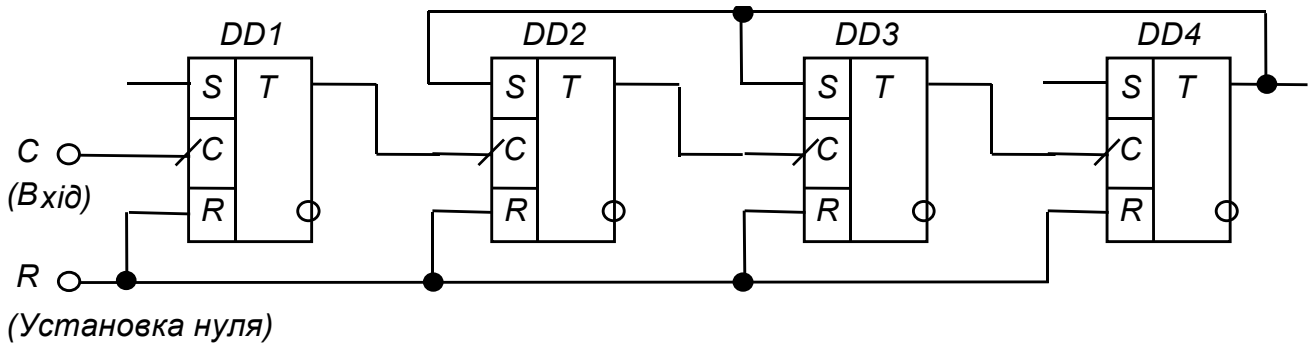 DD1 DD2 DD3 DD4
S T S T S T S T
C C C C C
(Вхід)
R R R R
R
(Установка нуля)